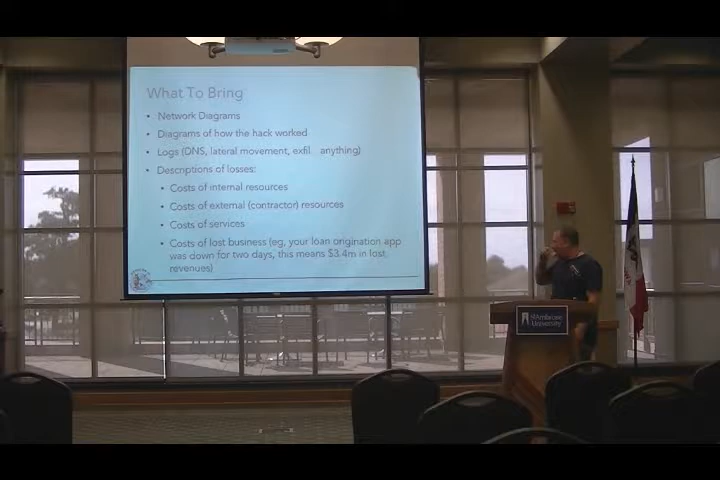 What To Bring
• Network Diagrams
• Diagrams of how the hack worked
• Logs (DNS, lateral movement, exfil anything)
• Descriptions of losses:
• Costs of internal resources
• Costs of external (contractor) resources
• Costs of services
• Costs of lost business (eg, your loan origination app
was down for two days, this means $3.4m in lost
revenues)
St. Ambrose
University